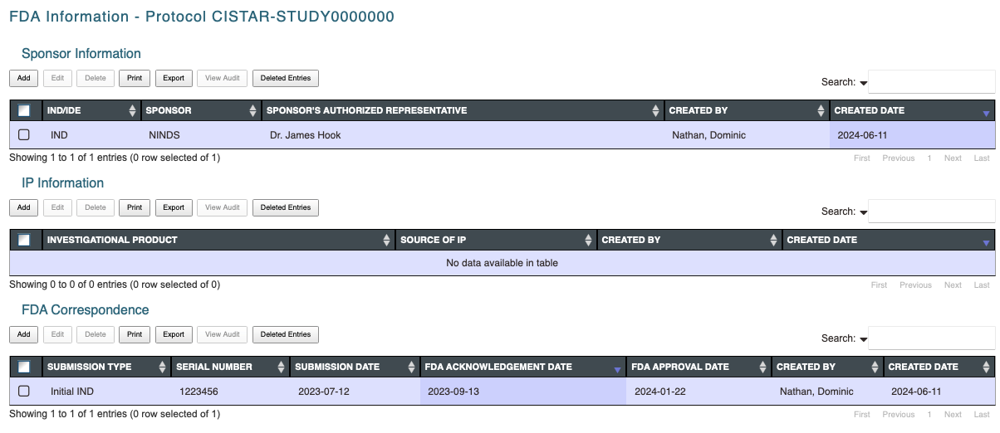 FDA Information - Protocol CISTAR-STUDY0000000
Sponsor Information
Add Edit Delete Print Export View Audit Deleted Entries
Search:
IND/IDE SPONSOR SPONSOR'S AUTHORIZED REPRESENTATIVE CREATED BY CREATED DATE
IND NINDS Dr. James Hook Nathan, Dominic 2024-06-11
Showing 1 to 1 of 1 entries (0 row selected of 1) First Previous 1 Next Last
IP Information
Add Edit Delete Print Export View Audit Deleted Entries
Search:
INVESTIGATIONAL PRODUCT SOURCE OF IP CREATED BY CREATED DATE
No data available in table
Showing 0 to 0 of 0 entries (0 row selected of 0) First Previous Next Last
FDA Correspondence
Add Edit Delete Print Export View Audit Deleted Entries
Search:
SUBMISSION TYPE SERIAL NUMBER SUBMISSION DATE FDA ACKNOWLEDGEMENT DATE FDA APPROVAL DATE CREATED BY CREATED DATE
Initial IND 1223456 2023-07-12 2023-09-13 2024-01-22 Nathan, Dominic 2024-06-11
Showing 1 to 1 of 1 entries (0 row selected of 1) First Previous 1 Next Last